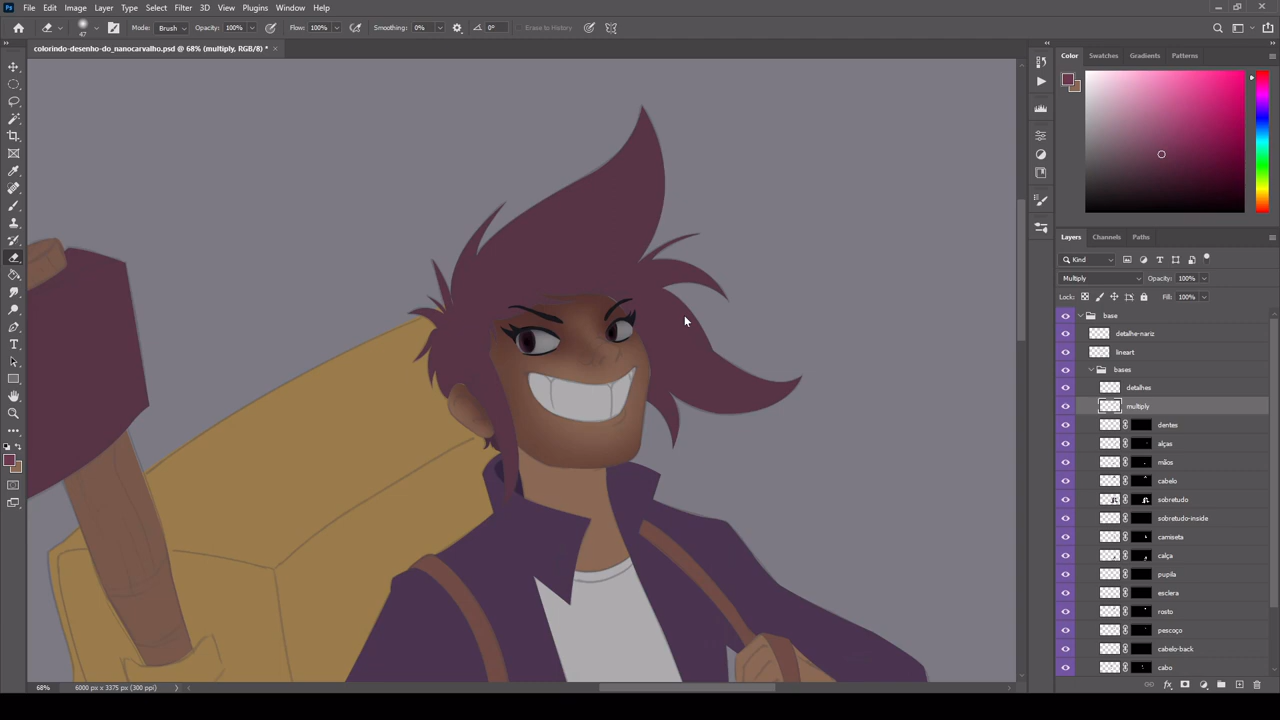 Ps File Edit Image Layer Type Select Filter 3D View Plugins Window Help
47 Mode: Brush Opacity: 100% Flow: 100% Smoothing: 0% 0° Erase to History
colorindo-desenho-do_nanocarvalho.psd @ 68% (multiply, RGB/8) * ×
Color Swatches Gradients Patterns
Layers Channels Paths
Kind
Multiply Opacity: 100%
Lock: Fill: 100%
base
detalhe-nariz
lineart
bases
detalhes
multiply
dentes
alças
mãos
cabelo
sobretudo
sobretudo-inside
camiseta
calça
pupila
esclera
rosto
pescoço
cabelo-back
cabo
68% 6000 px x 3375 px (300 ppi)